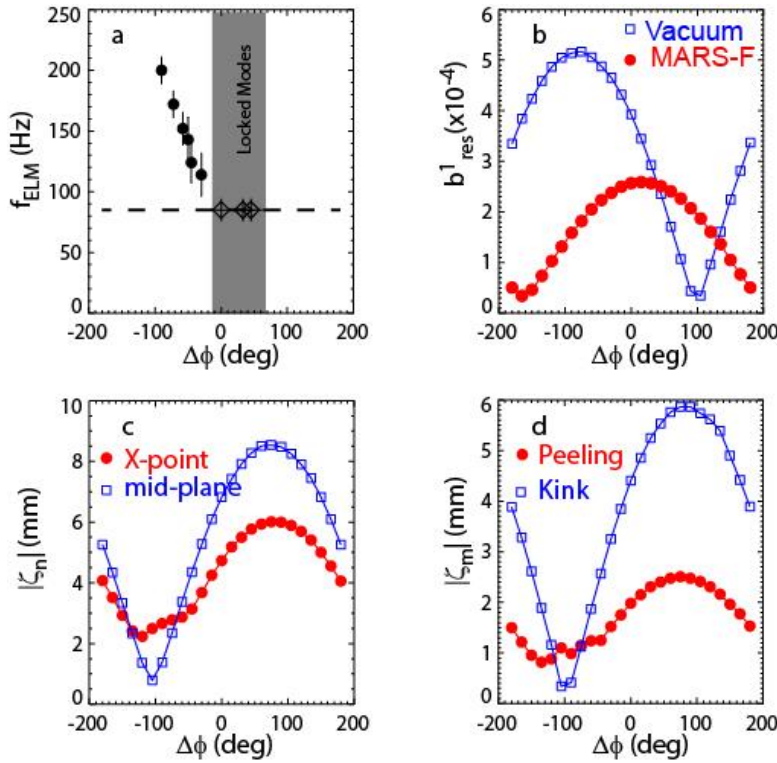 a
Locked Modes
f_ELM (Hz)
250
200
150
100
50
0
-200 -100 0 100 200
Δϕ (deg)
b
Vacuum
MARS-F
b¹_res (x10⁻⁴)
6
5
4
3
2
1
0
-200 -100 0 100 200
Δϕ (deg)
c
X-point
mid-plane
|ζ_n| (mm)
10
8
6
4
2
0
-200 -100 0 100 200
Δϕ (deg)
d
Peeling
Kink
|ζ_m| (mm)
6
5
4
3
2
1
0
-200 -100 0 100 200
Δϕ (deg)